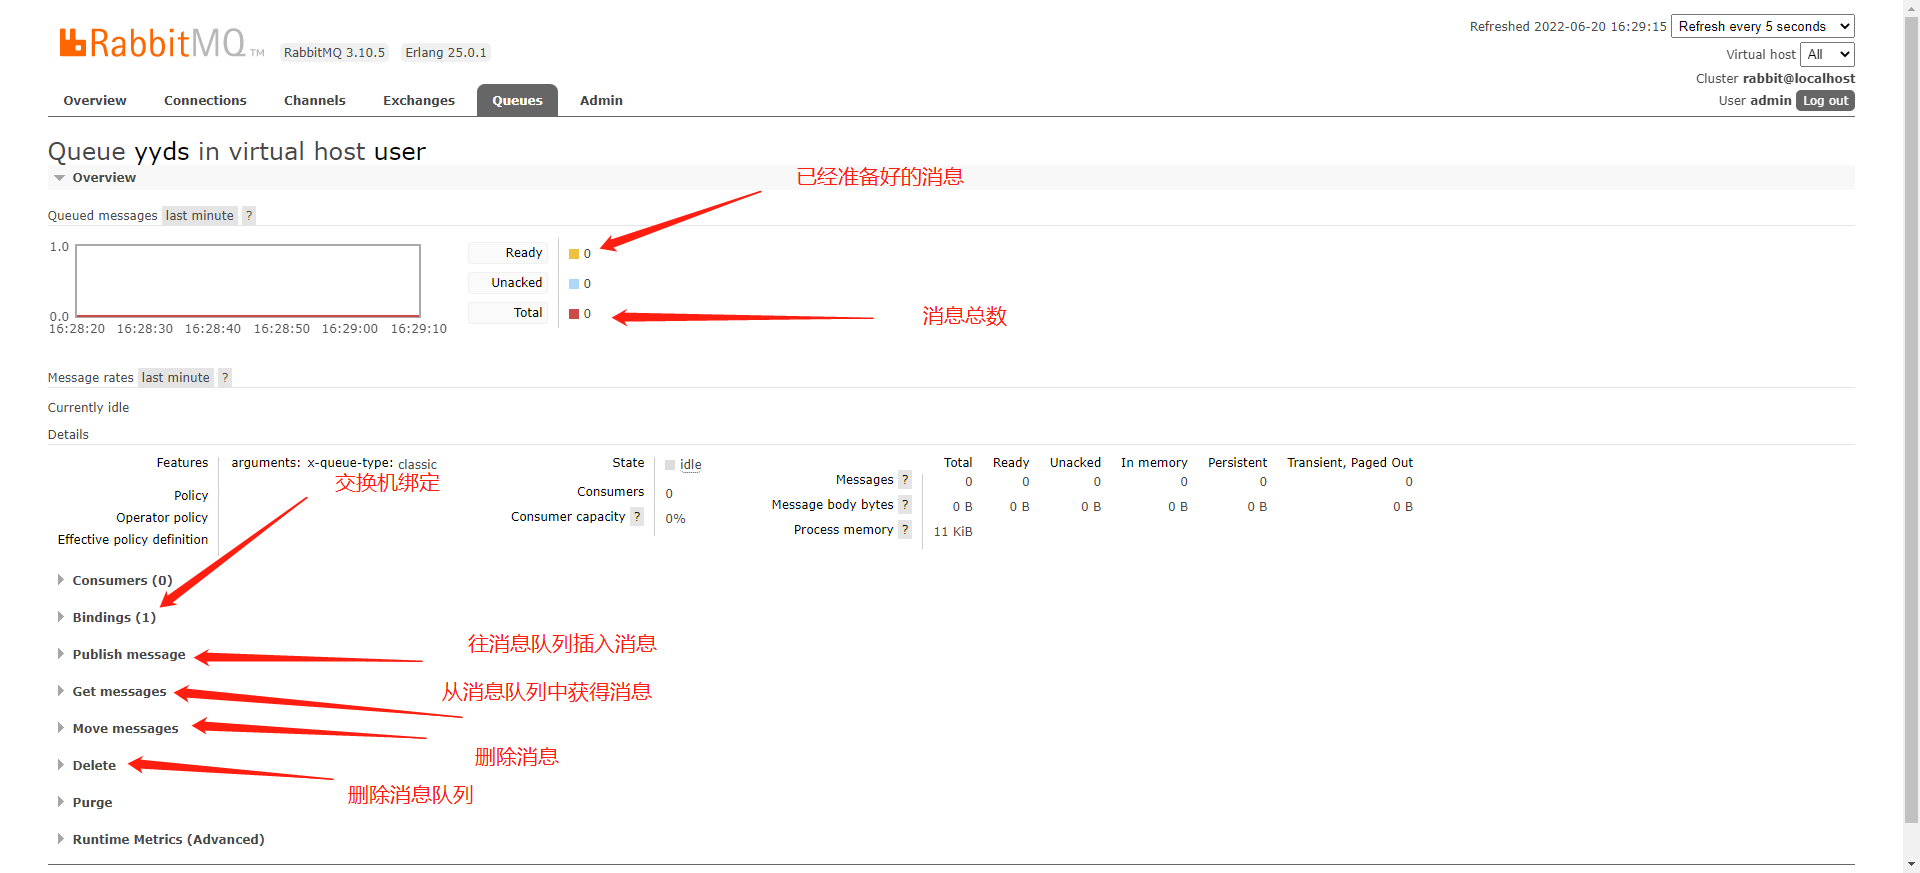 RabbitMQ TM RabbitMQ 3.10.5 Erlang 25.0.1
Refreshed 2022-06-20 16:29:15 Refresh every 5 seconds
Virtual host All
Cluster rabbit@localhost
User admin Log out
Overview Connections Channels Exchanges Queues Admin
Queue yyds in virtual host user
Overview
已经准备好的消息
Queued messages last minute ?
1.0
0.0
16:28:20 16:28:30 16:28:40 16:28:50 16:29:00 16:29:10
Ready 0
Unacked 0
Total 0
消息总数
Message rates last minute ?
Currently idle
Details
Features arguments: x-queue-type: classic
交换机绑定
Policy
Operator policy
Effective policy definition
State idle
Consumers 0
Consumer capacity ? 0%
Total Ready Unacked In memory Persistent Transient, Paged Out
Messages ? 0 0 0 0 0 0
Message body bytes ? 0 B 0 B 0 B 0 B 0 B 0 B
Process memory ? 11 KiB
Consumers (0)
Bindings (1)
Publish message
往消息队列插入消息
Get messages
从消息队列中获得消息
Move messages
删除消息
Delete
删除消息队列
Purge
Runtime Metrics (Advanced)